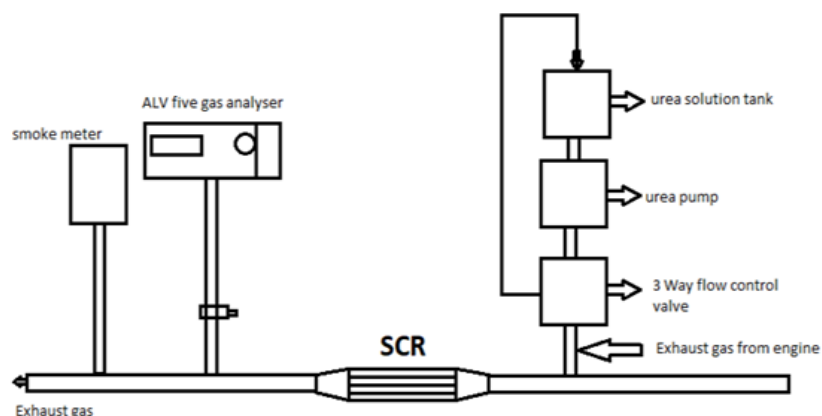 ALV five gas analyser
smoke meter
urea solution tank
urea pump
3 Way flow control
valve
SCR
Exhaust gas from engine
Exhaust gas